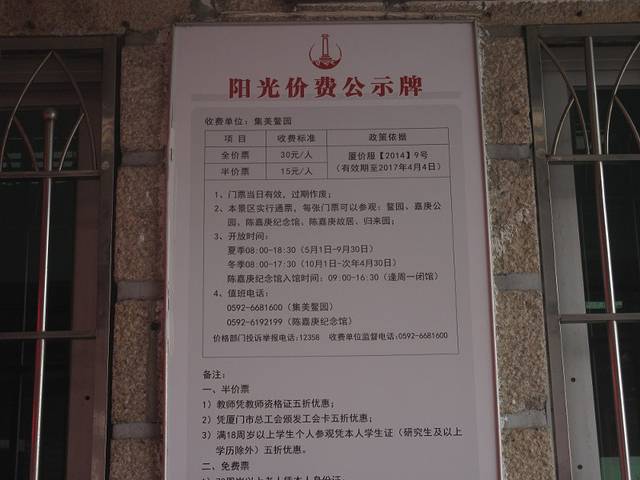 阳光价费公示牌
收费单位：集美鳌园
项 目 收费标准 政策依据
全价票 30元/人 厦价服【2014】9号
半价票 15元/人 (有效期至2017年4月4日)
1、门票当日有效，过期作废；
2、本景区实行通票，每张门票可以参观：鳌园、嘉庚公
园、陈嘉庚纪念馆、陈嘉庚故居、归来园；
3、开放时间：
夏季08:00-18:30（5月1日-9月30日）
冬季08:00-17:30（10月1日-次年4月30日）
陈嘉庚纪念馆入馆时间：09:00-16:30（逢周一闭馆）
4、值班电话：
0592-6681600（集美鳌园）
0592-6192199（陈嘉庚纪念馆）
价格部门投诉举报电话:12358 收费单位监督电话:0592-6681600
备注：
一、半价票
1）教师凭教师资格证五折优惠；
2）凭厦门市总工会颁发工会卡五折优惠；
3）满18周岁以上学生个人参观凭本人学生证（研究生及以上
学历除外）五折优惠。
二、免费票